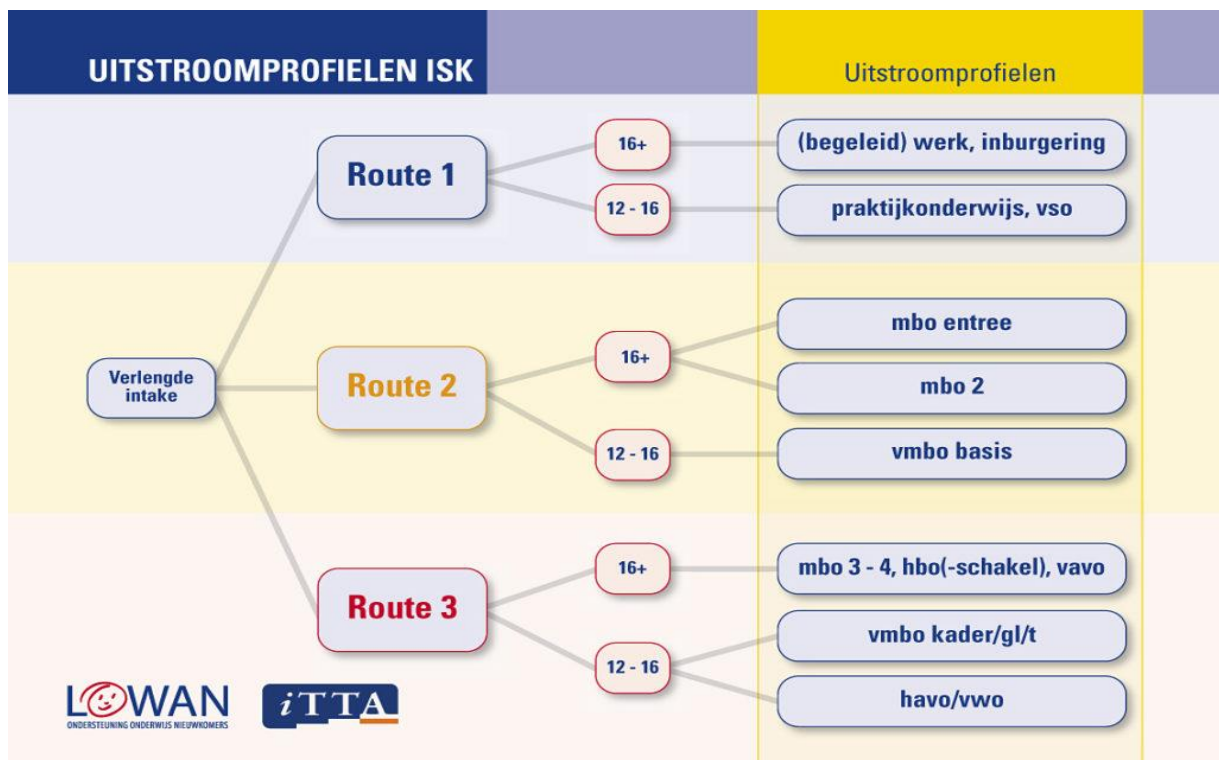 UITSTROOMPROFIELEN ISK
Uitstroomprofielen
Route 1
16+
(begeleid) werk, inburgering
12 - 16
praktijkonderwijs, vso
Verlengde
intake
Route 2
16+
mbo entree
mbo 2
12 - 16
vmbo basis
Route 3
16+
mbo 3 - 4, hbo(-schakel), vavo
12 - 16
vmbo kader/gl/t
havo/vwo
LOWAN
ONDERSTEUNING ONDERWIJS NIEUWKOMERS
iTTA